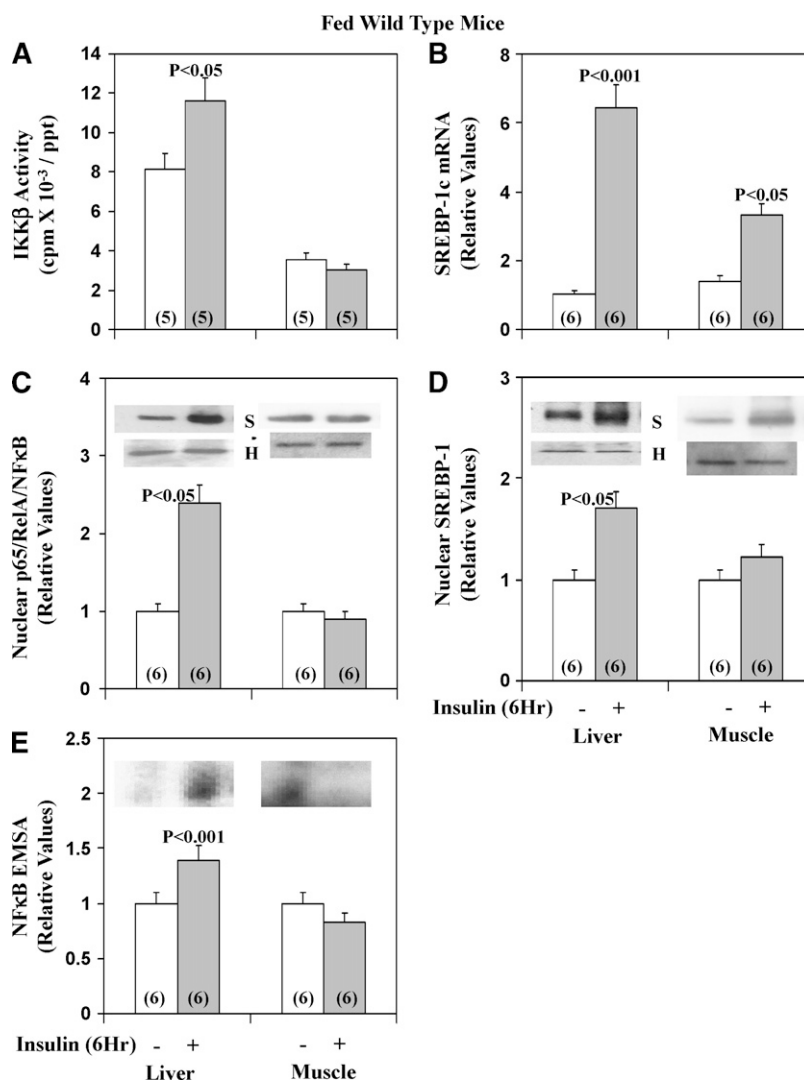 Fed Wild Type Mice
A
IKKβ Activity
(cpm X 10-3 / ppt)
14
12
10
8
6
4
2
0
P<0.05
(5) (5) (5) (5)
B
SREBP-1c mRNA
(Relative Values)
8
6
4
2
0
P<0.001
P<0.05
(6) (6) (6) (6)
C
Nuclear p65/RelA/NFκB
(Relative Values)
4
3
2
1
0
S
H
P<0.05
(6) (6) (6) (6)
D
Nuclear SREBP-1
(Relative Values)
3
2
1
0
S
H
P<0.05
(6) (6) (6) (6)
Insulin (6Hr) - + - +
Liver Muscle
E
NFκB EMSA
(Relative Values)
2.5
2
1.5
1
0.5
0
P<0.001
(6) (6) (6) (6)
Insulin (6Hr) - + - +
Liver Muscle